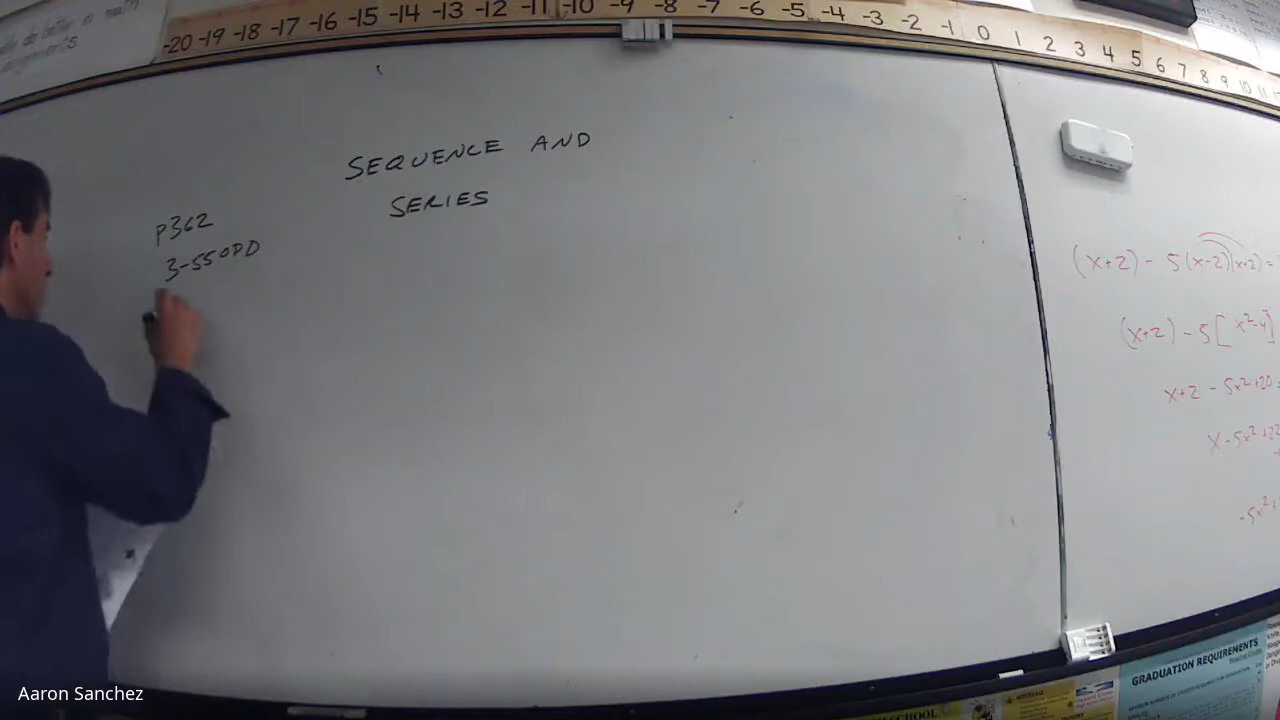 -20 -19 -18 -17 -16 -15 -14 -13 -12 -11 -10 -9 -8 -7 -6 -5 -4 -3 -2 -1 0 1 2 3 4 5 6 7 8 9 10 11
SEQUENCE AND
SERIES
P362
3-55 ODD
(x+2) - 5(x-2)(x+2) =
(x+2) - 5[x²-4]
x+2 - 5x²+20
x-5x²+22
-5x²+
GRADUATION REQUIREMENTS
SCHOOL
Aaron Sanchez